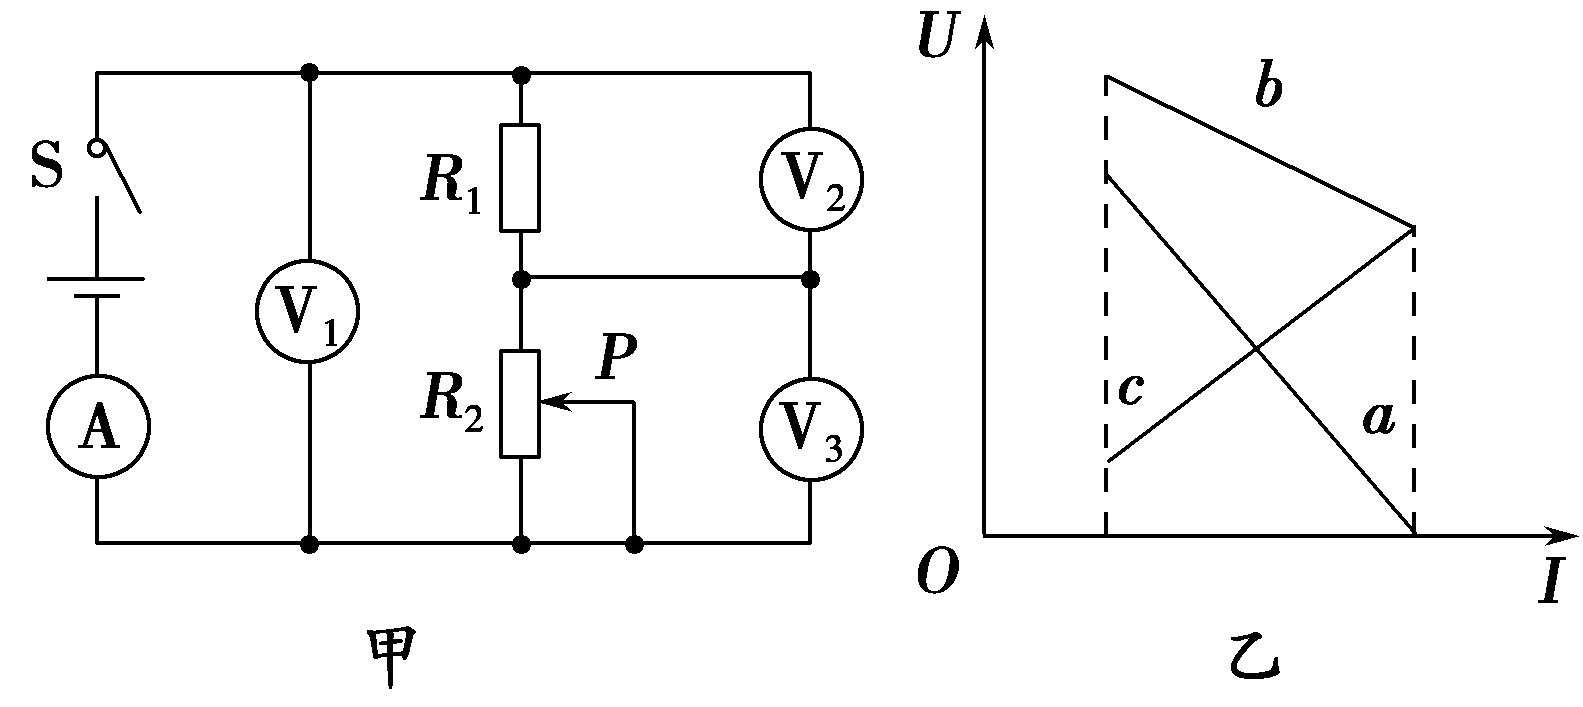 S
A
V₁
R₁
R₂
P
V₂
V₃
甲
U
b
c
a
O
I
乙